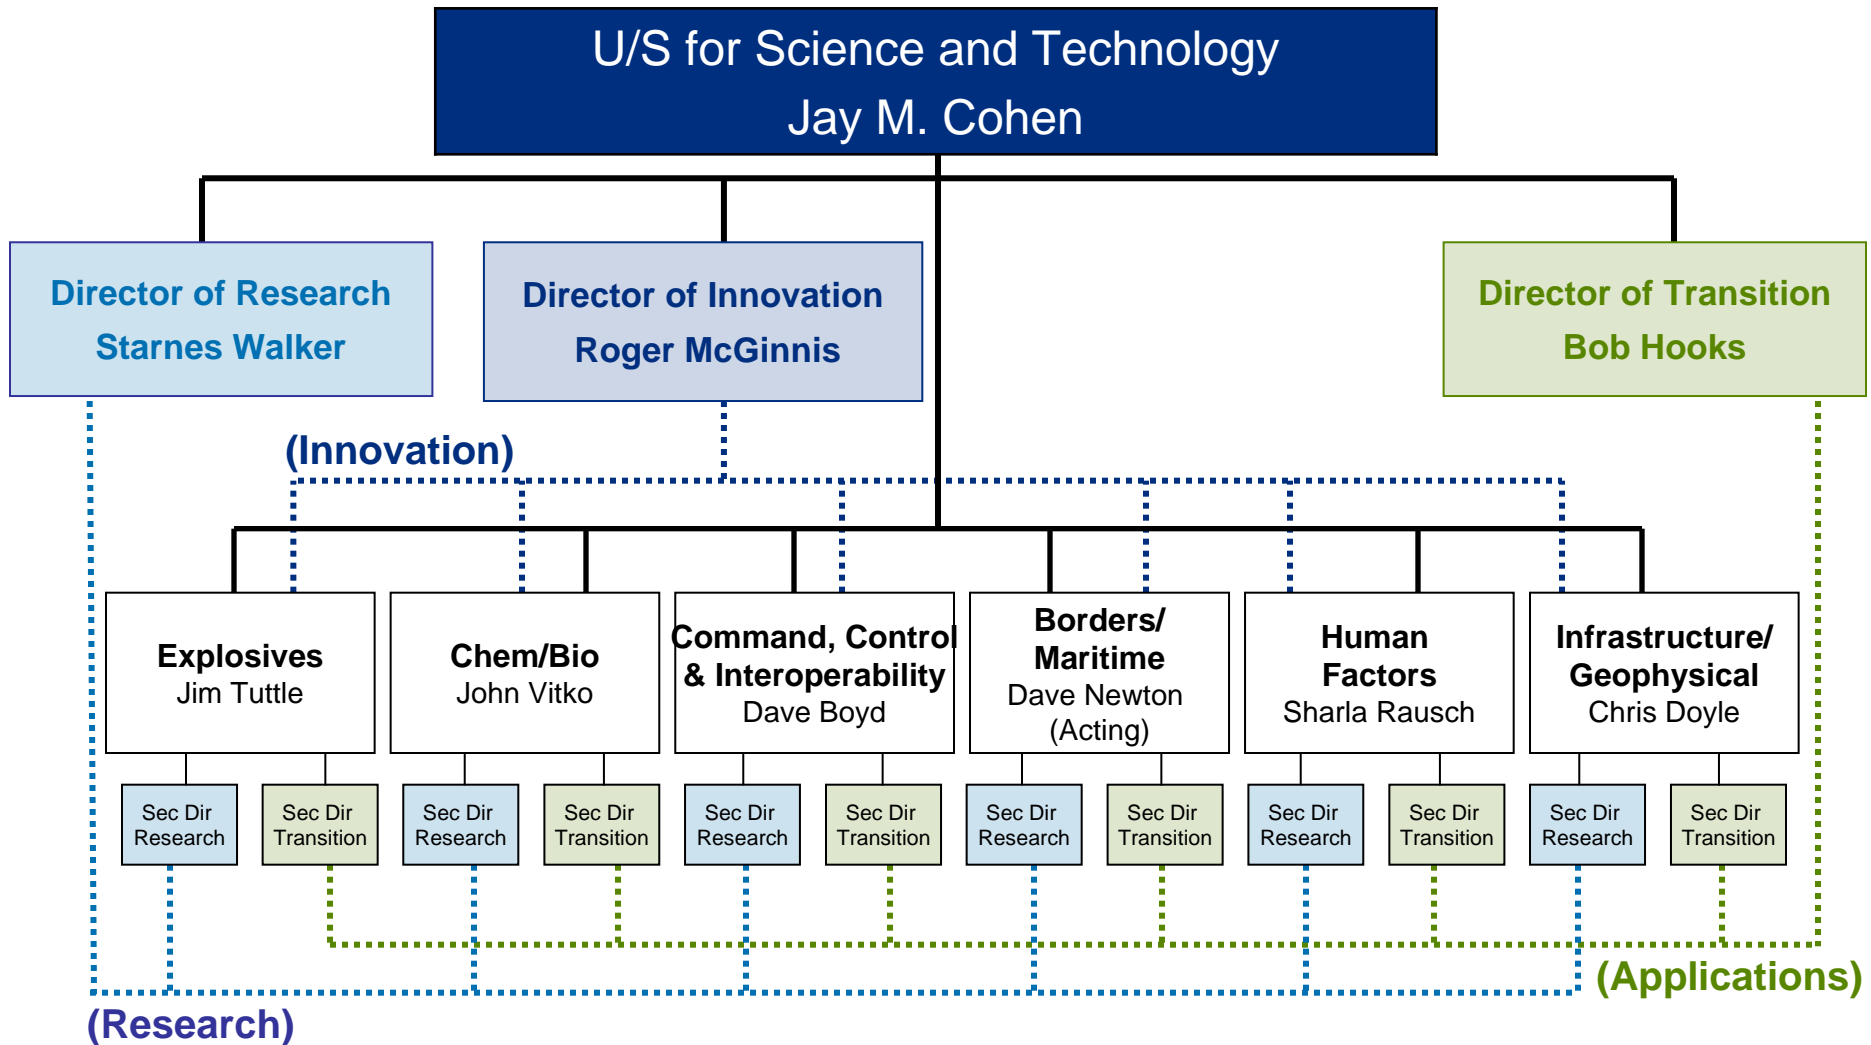 U/S for Science and Technology
Jay M. Cohen
Director of Research
Starnes Walker
Director of Innovation
Roger McGinnis
Director of Transition
Bob Hooks
(Innovation)
Explosives
Jim Tuttle
Chem/Bio
John Vitko
Command, Control
& Interoperability
Dave Boyd
Borders/
Maritime
Dave Newton
(Acting)
Human
Factors
Sharla Rausch
Infrastructure/
Geophysical
Chris Doyle
Sec Dir
Research
Sec Dir
Transition
Sec Dir
Research
Sec Dir
Transition
Sec Dir
Research
Sec Dir
Transition
Sec Dir
Research
Sec Dir
Transition
Sec Dir
Research
Sec Dir
Transition
Sec Dir
Research
Sec Dir
Transition
(Applications)
(Research)